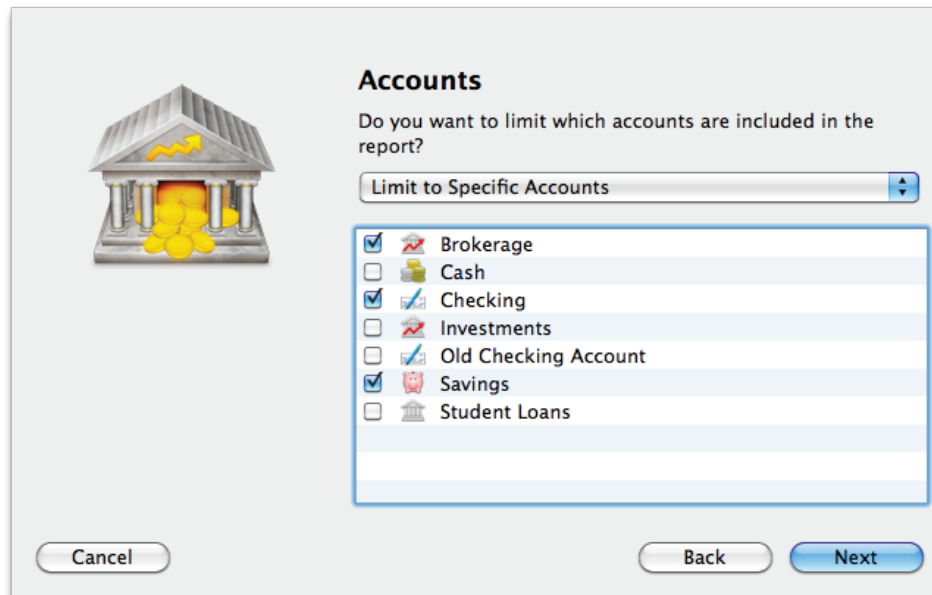 Accounts
Do you want to limit which accounts are included in the
report?
Limit to Specific Accounts
Brokerage
Cash
Checking
Investments
Old Checking Account
Savings
Student Loans
Cancel
Back
Next